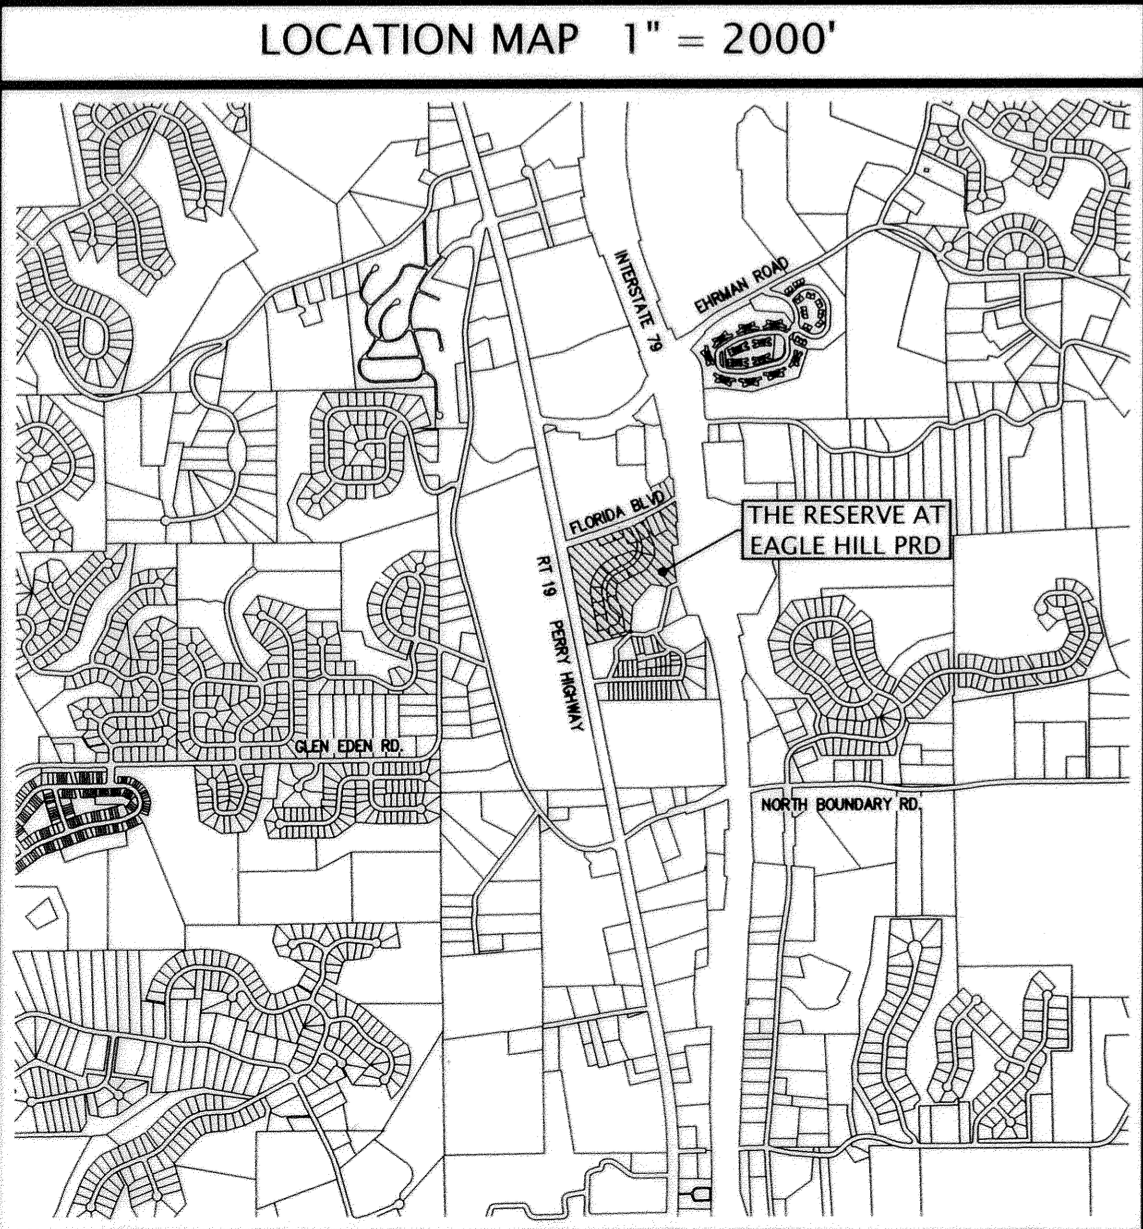 LOCATION MAP 1" = 2000'
INTERSTATE 79
EHRMAN ROAD
FLORIDA BLVD
THE RESERVE AT
EAGLE HILL PRD
RT 19 PERRY HIGHWAY
GLEN EDEN RD.
NORTH BOUNDARY RD.